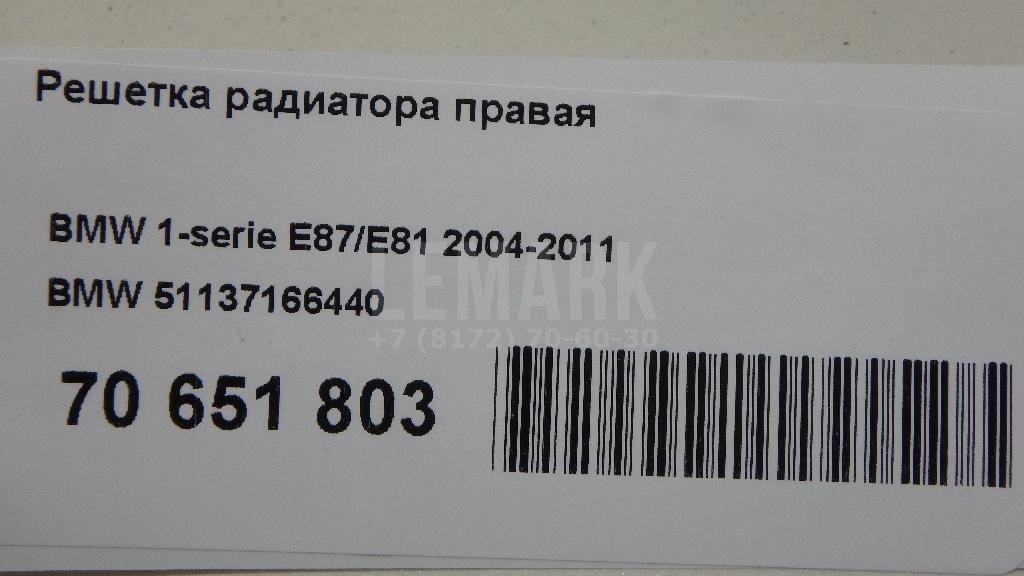 Решетка радиатора правая
BMW 1-serie E87/E81 2004-2011
BMW 51137166440
LEMARK
+7 (8172) 70-60-30
70 651 803